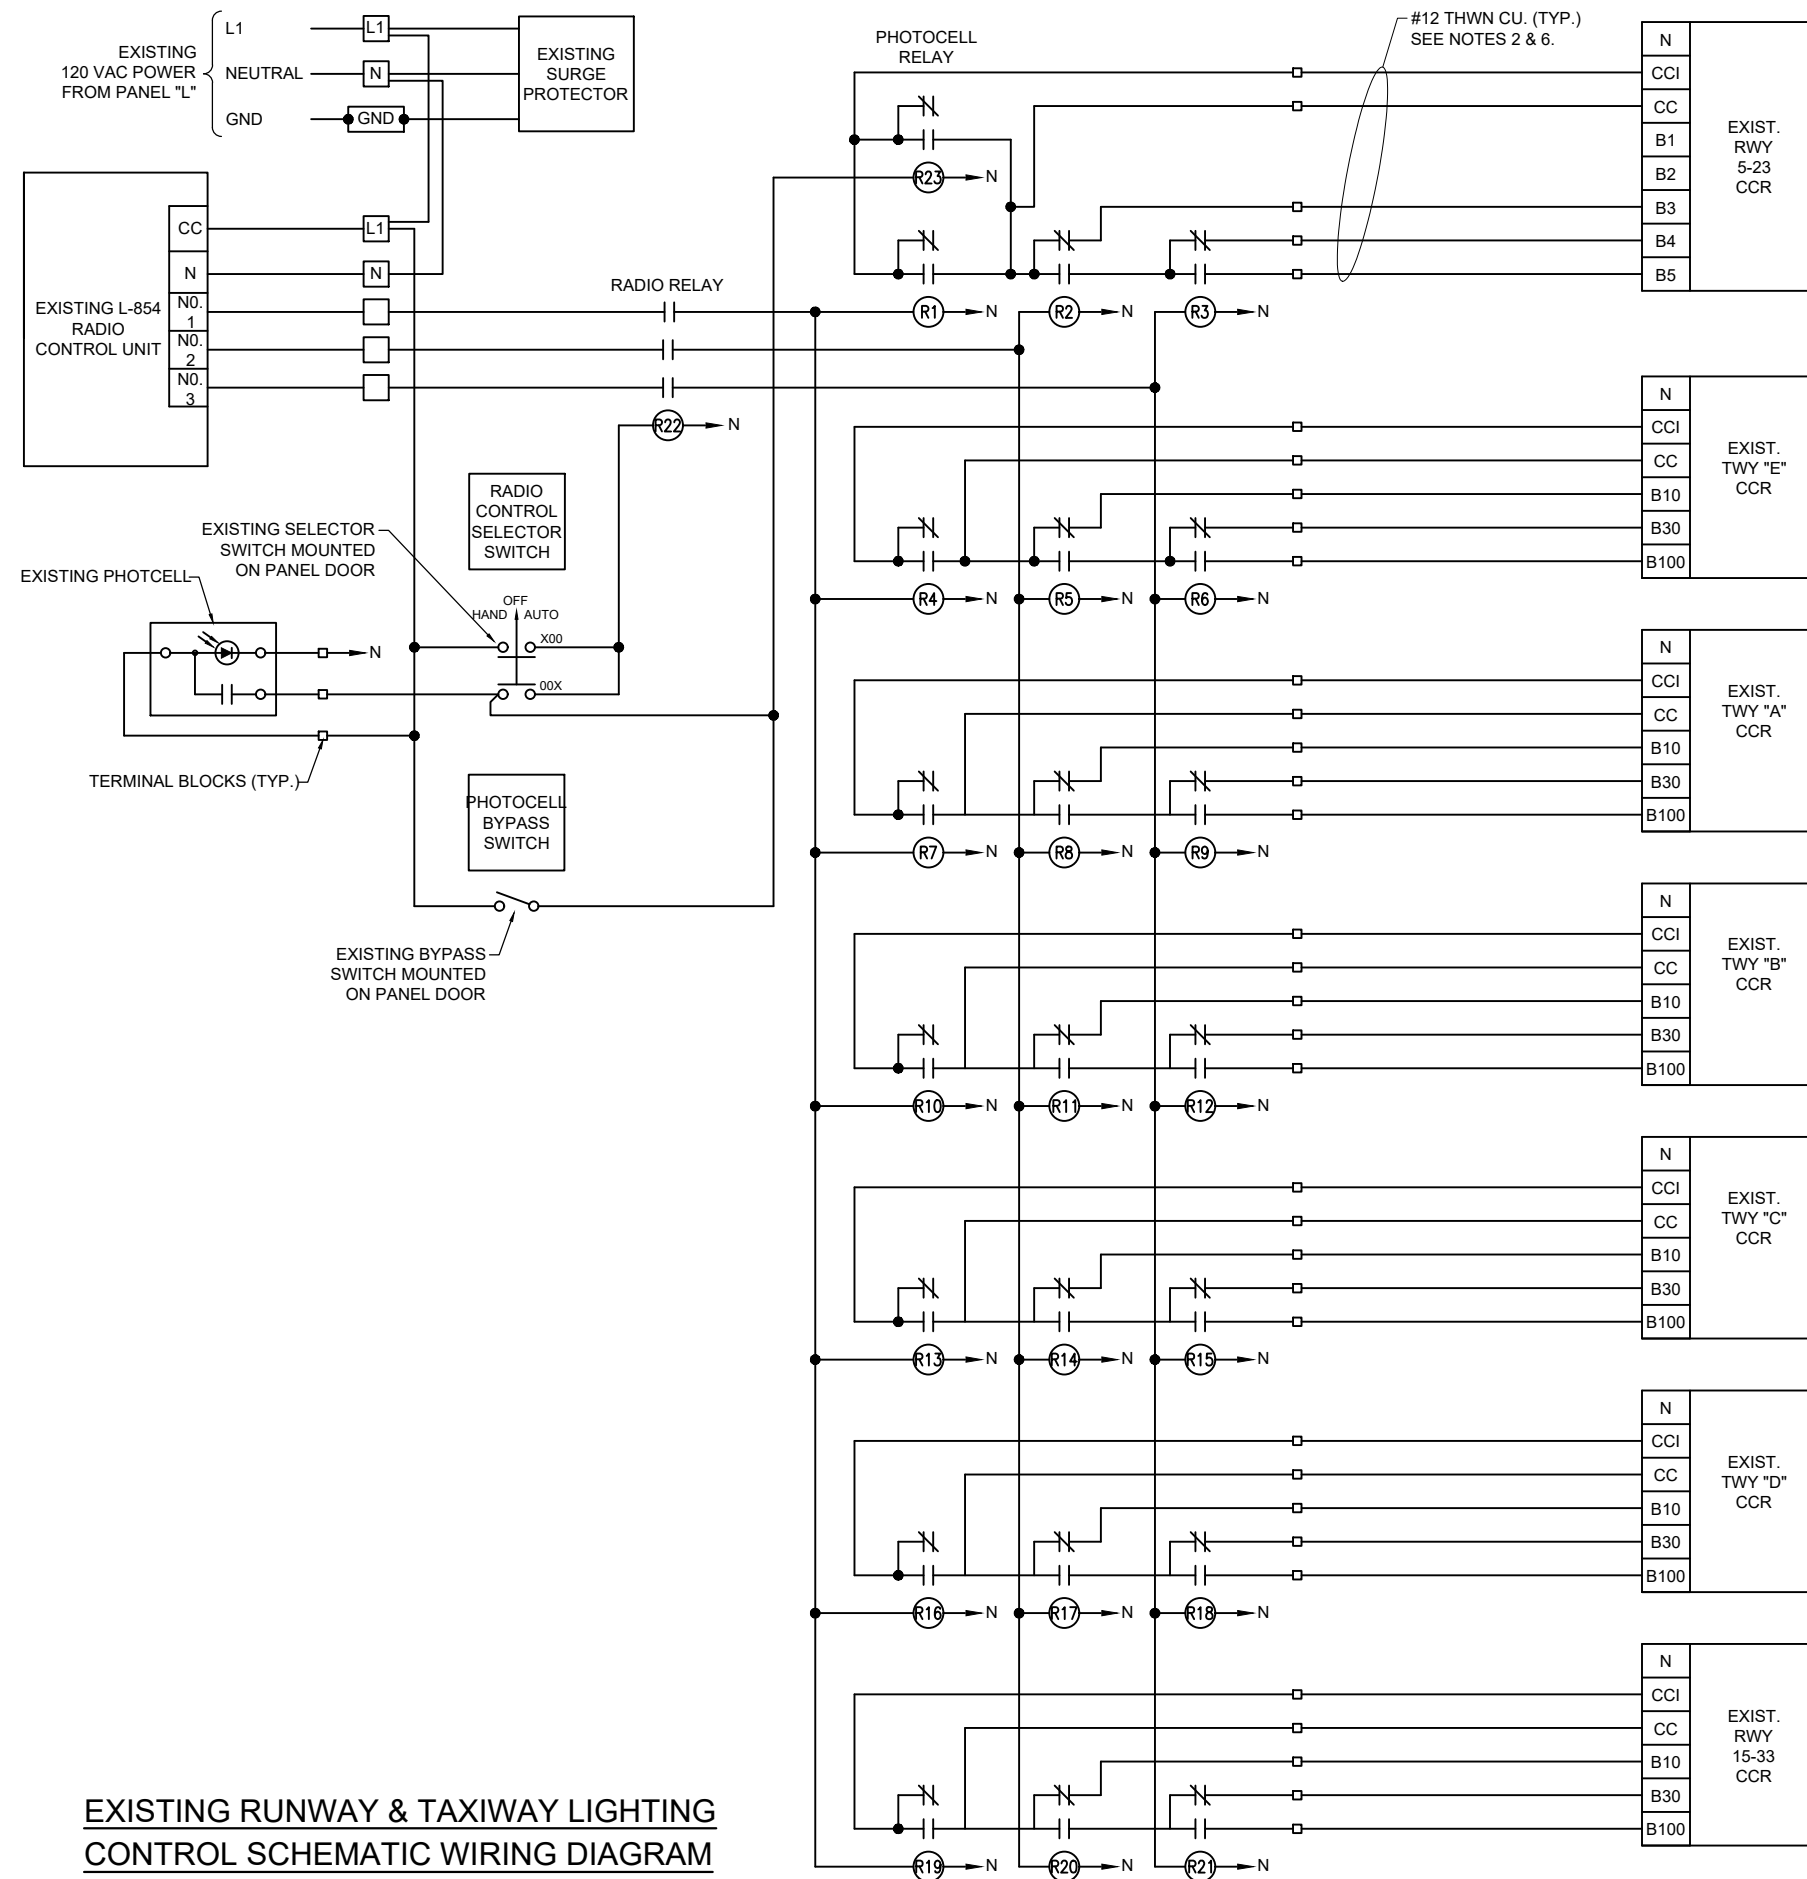 L1
EXISTING
120 VAC POWER
FROM PANEL "L"
NEUTRAL
GND
L1
N
GND
EXISTING
SURGE
PROTECTOR
EXISTING L-854
RADIO
CONTROL UNIT
CC
N
N0.
1
N0.
2
N0.
3
L1
N
RADIO RELAY
R22
N
RADIO
CONTROL
SELECTOR
SWITCH
EXISTING SELECTOR
SWITCH MOUNTED
ON PANEL DOOR
EXISTING PHOTCELL
OFF
HAND
AUTO
X00
00X
N
TERMINAL BLOCKS (TYP.)
PHOTOCELL
BYPASS
SWITCH
EXISTING BYPASS
SWITCH MOUNTED
ON PANEL DOOR
PHOTOCELL
RELAY
#12 THWN CU. (TYP.)
SEE NOTES 2 & 6.
R23
N
R1
N
R2
N
R3
N
N
CCI
CC
B1
B2
B3
B4
B5
EXIST.
RWY
5-23
CCR
R4
N
R5
N
R6
N
N
CCI
CC
B10
B30
B100
EXIST.
TWY "E"
CCR
R7
N
R8
N
R9
N
N
CCI
CC
B10
B30
B100
EXIST.
TWY "A"
CCR
R10
N
R11
N
R12
N
N
CCI
CC
B10
B30
B100
EXIST.
TWY "B"
CCR
R13
N
R14
N
R15
N
N
CCI
CC
B10
B30
B100
EXIST.
TWY "C"
CCR
R16
N
R17
N
R18
N
N
CCI
CC
B10
B30
B100
EXIST.
TWY "D"
CCR
R19
N
R20
N
R21
N
N
CCI
CC
B10
B30
B100
EXIST.
RWY
15-33
CCR
EXISTING RUNWAY & TAXIWAY LIGHTING
CONTROL SCHEMATIC WIRING DIAGRAM